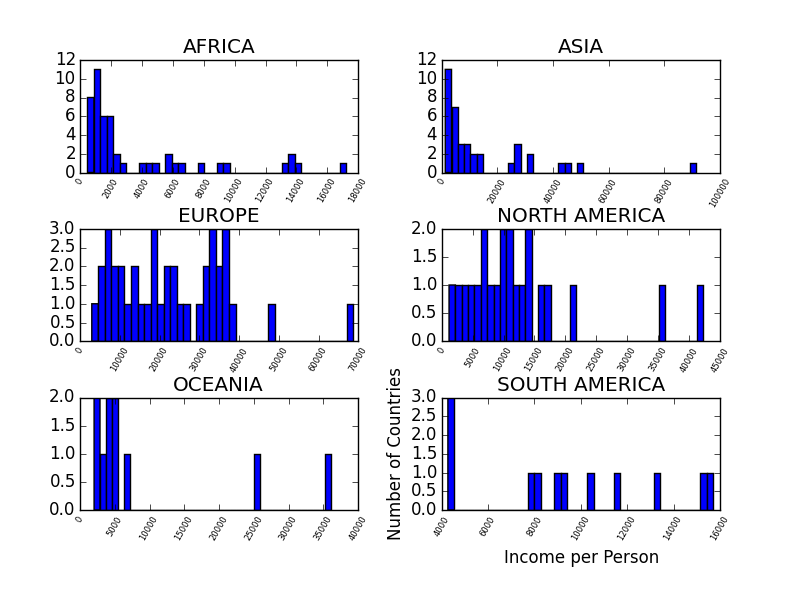 AFRICA
12
10
8
6
4
2
0
0 2000 4000 6000 8000 10000 12000 14000 16000 18000
ASIA
12
10
8
6
4
2
0
0 20000 40000 60000 80000 100000
EUROPE
3.0
2.5
2.0
1.5
1.0
0.5
0.0
0 10000 20000 30000 40000 50000 60000 70000
NORTH AMERICA
2.0
1.5
1.0
0.5
0.0
0 5000 10000 15000 20000 25000 30000 35000 40000 45000
OCEANIA
2.0
1.5
1.0
0.5
0.0
0 5000 10000 15000 20000 25000 30000 35000 40000
SOUTH AMERICA
Number of Countries
3.0
2.5
2.0
1.5
1.0
0.5
0.0
4000 6000 8000 10000 12000 14000 16000
Income per Person